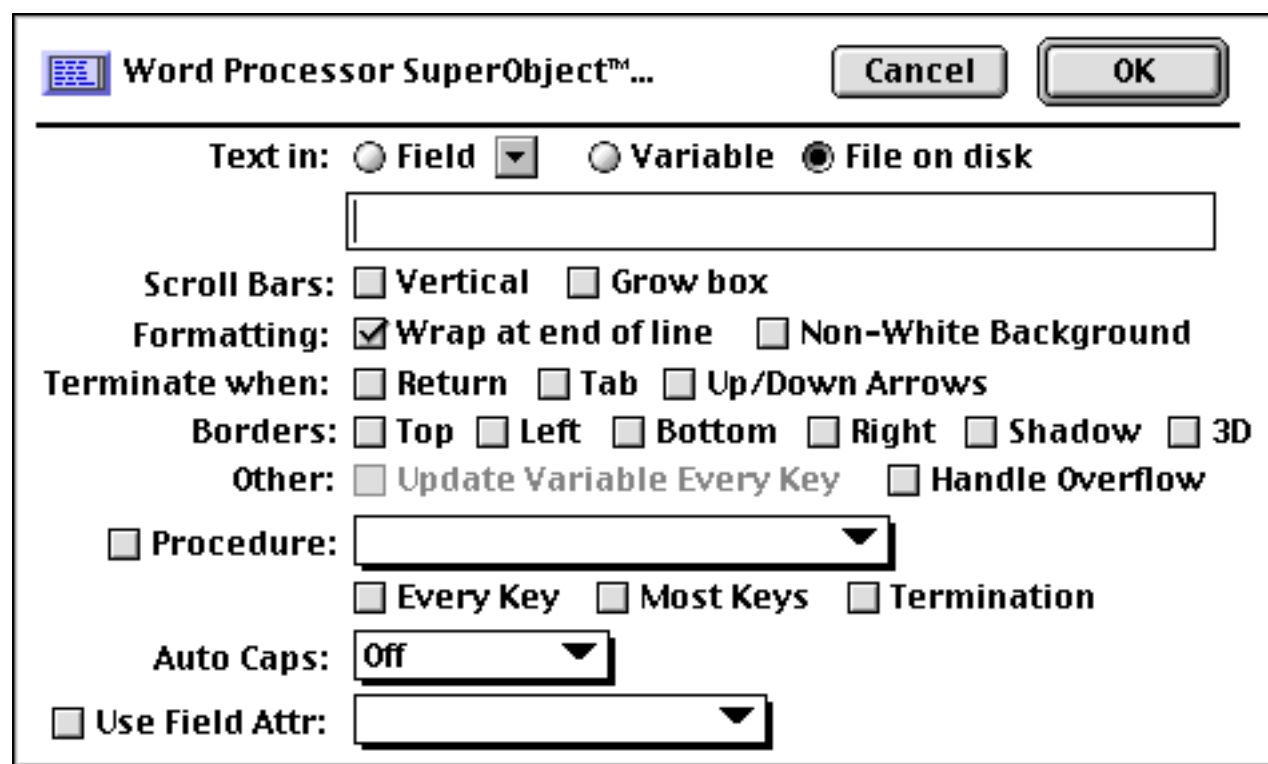 Word Processor SuperObject™... Cancel OK
Text in: Field Variable File on disk
Scroll Bars: Vertical Grow box
Formatting: Wrap at end of line Non-White Background
Terminate when: Return Tab Up/Down Arrows
Borders: Top Left Bottom Right Shadow 3D
Other: Update Variable Every Key Handle Overflow
Procedure:
Every Key Most Keys Termination
Auto Caps: Off
Use Field Attr: